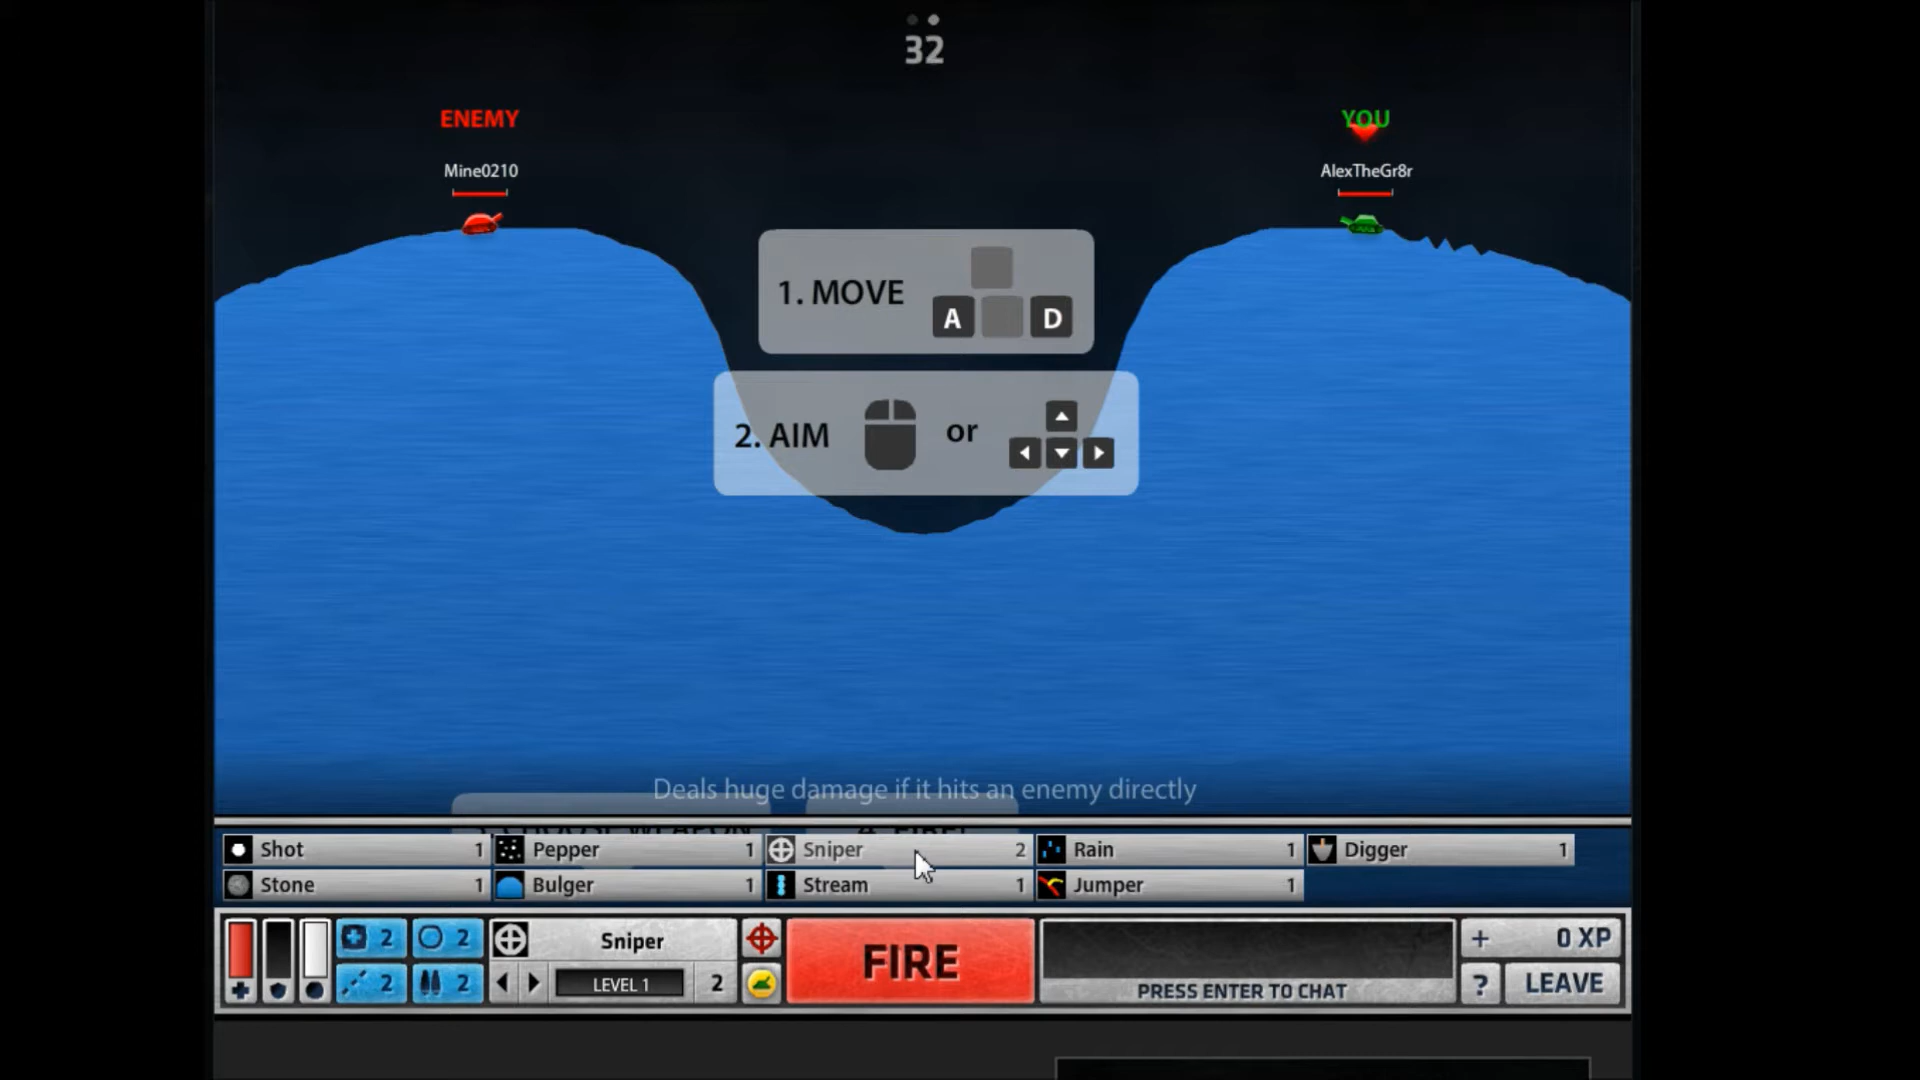 32
ENEMY
YOU
Mine0210
AlexTheGr8r
1. MOVE
A
D
2. AIM
or
Deals huge damage if it hits an enemy directly
Shot 1
Pepper 1
Sniper 2
Rain 1
Digger 1
Stone 1
Bulger 1
Stream 1
Jumper 1
2
2
Sniper
FIRE
+ 0 XP
2
2
LEVEL 1
2
PRESS ENTER TO CHAT
?
LEAVE